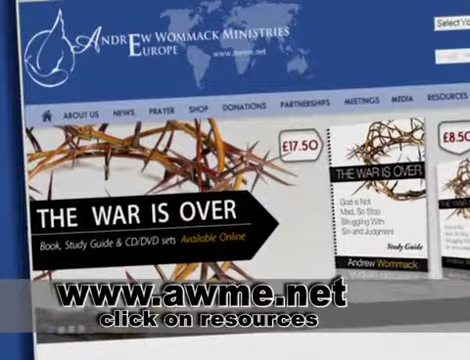 Select Yo
ANDREW WOMMACK MINISTRIES
EUROPE
www.awme.net
ABOUT US NEWS PRAYER SHOP DONATIONS PARTNERSHIPS MEETINGS MEDIA RESOURCES
£17.50
£8.50
THE WAR IS OVER
Book, Study Guide & CD/DVD sets Available Online
THE WAR IS OVER
God is Not
Mad, So Stop
Struggling With
Sin and Judgment
Study Guide
Andrew Wommack
www.awme.net
click on resources